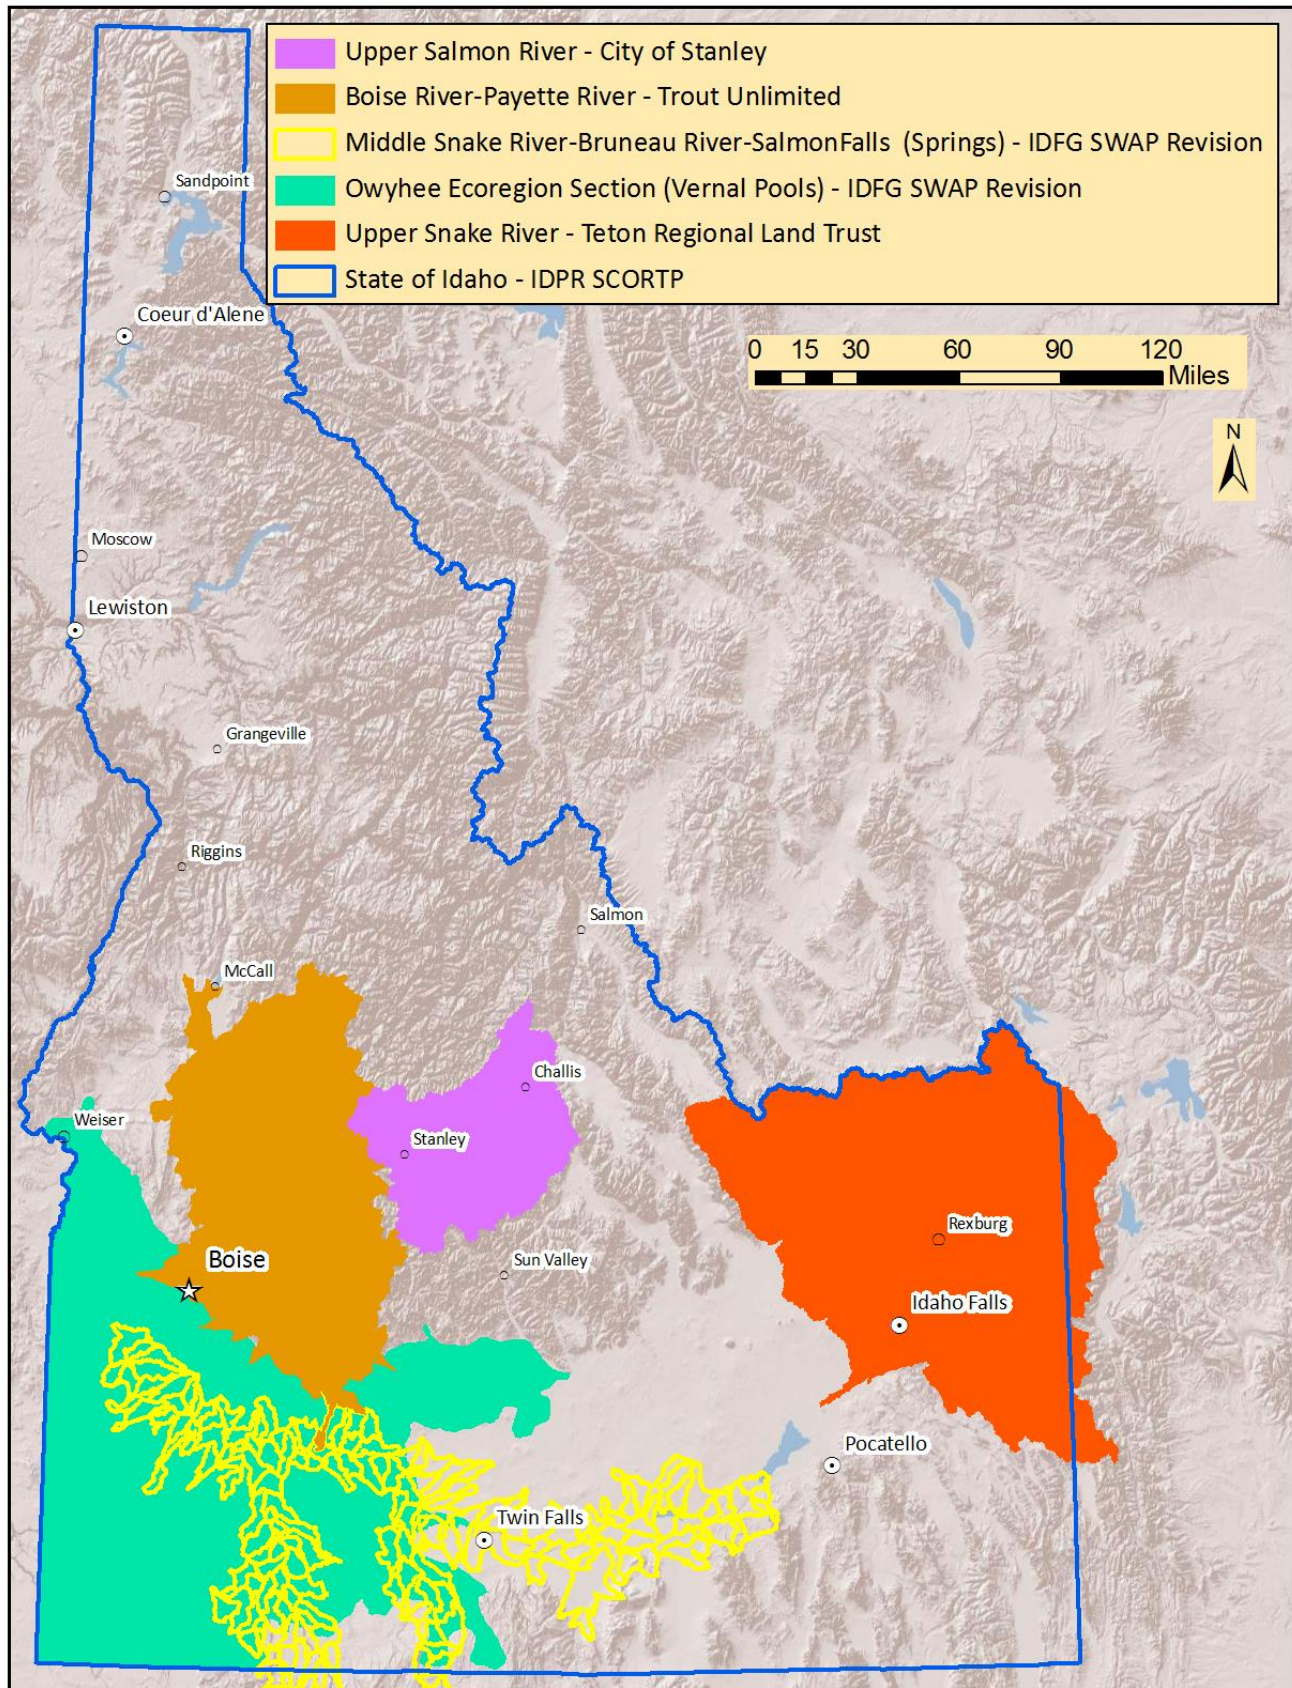 Upper Salmon River - City of Stanley
Boise River-Payette River - Trout Unlimited
Middle Snake River-Bruneau River-SalmonFalls (Springs) - IDFG SWAP Revision
Owyhee Ecoregion Section (Vernal Pools) - IDFG SWAP Revision
Upper Snake River - Teton Regional Land Trust
State of Idaho - IDPR SCORTP
Sandpoint
Coeur d'Alene
0 15 30 60 90 120
Miles
N
Moscow
Lewiston
Grangeville
Riggins
Salmon
McCall
Challis
Weiser
Stanley
Rexburg
Boise
Sun Valley
Idaho Falls
Pocatello
Twin Falls